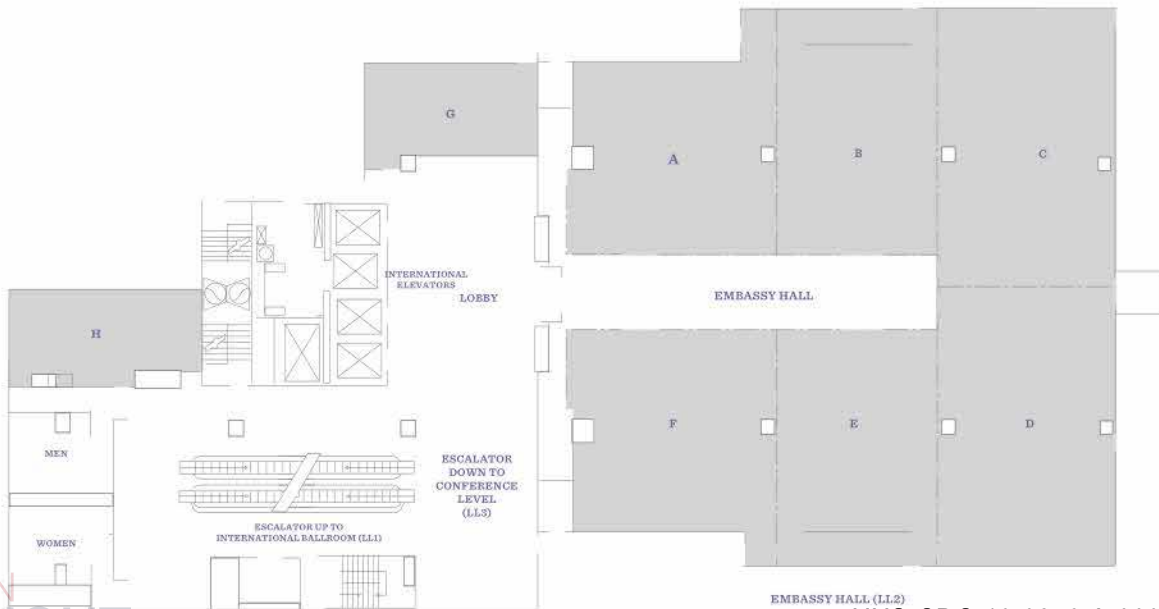 G
A
B
C
INTERNATIONAL
ELEVATORS
LOBBY
EMBASSY HALL
H
F
E
D
MEN
ESCALATOR
DOWN TO
CONFERENCE
LEVEL
(LL3)
ESCALATOR UP TO
INTERNATIONAL BALLROOM (LL1)
WOMEN
EMBASSY HALL (LL2)